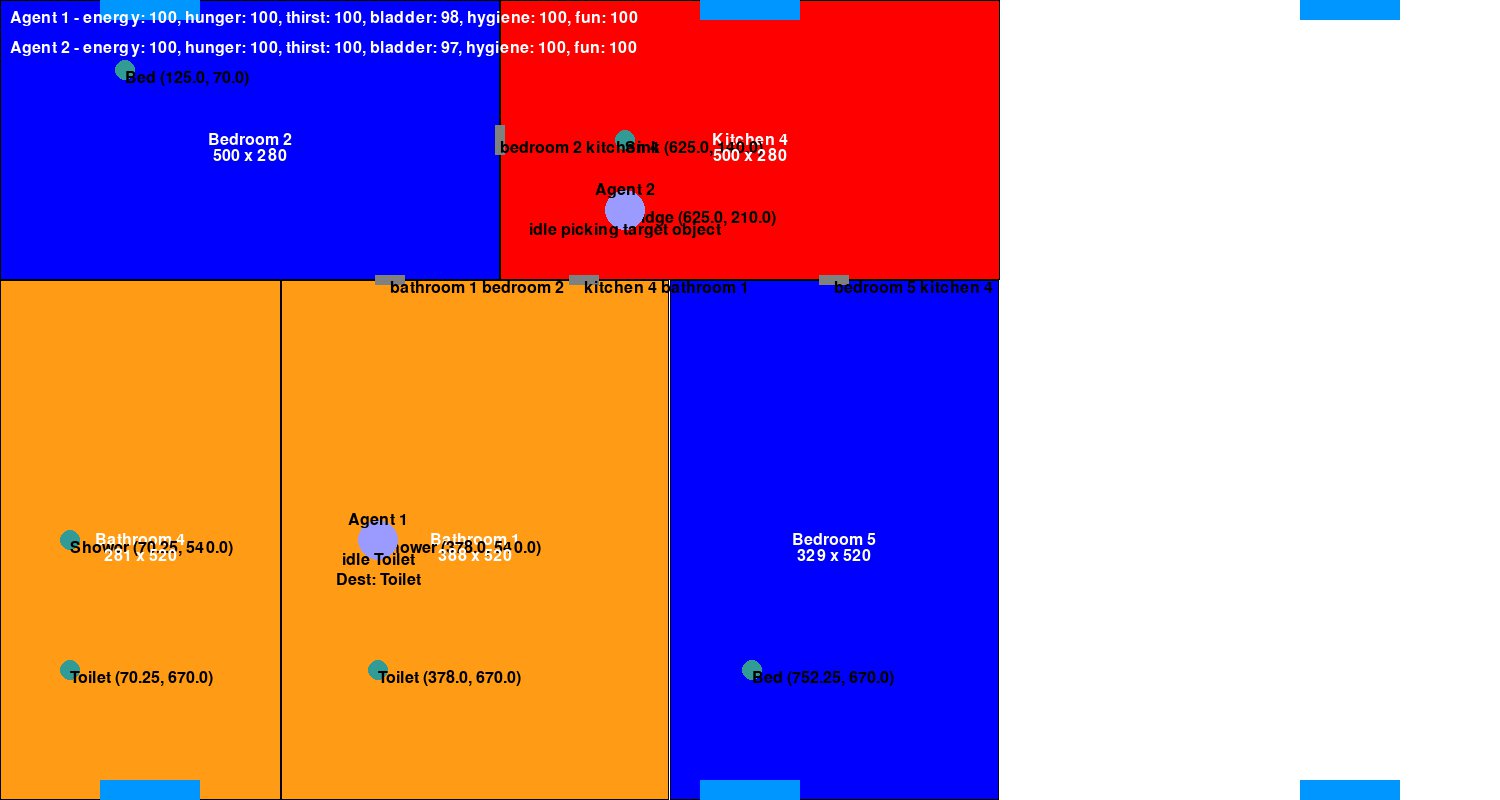 Agent 1 - energy: 100, hunger: 100, thirst: 100, bladder: 98, hygiene: 100, fun: 100
Agent 2 - energy: 100, hunger: 100, thirst: 100, bladder: 97, hygiene: 100, fun: 100
Bed (125.0, 70.0)
Bedroom 2
500 x 280
Kitchen 4
500 x 280
bedroom 2 kitchen 4
Sink (625.0, 140.0)
Agent 2
dge (625.0, 210.0)
idle picking target object
bathroom 1 bedroom 2
kitchen 4 bathroom 1
bedroom 5 kitchen 4
Agent 1
Bathroom 4
281 x 520
Shower (70.25, 540.0)
Bathroom 1
388 x 520
ower (378.0, 540.0)
idle Toilet
Dest: Toilet
Bedroom 5
329 x 520
Toilet (70.25, 670.0)
Toilet (378.0, 670.0)
Bed (752.25, 670.0)